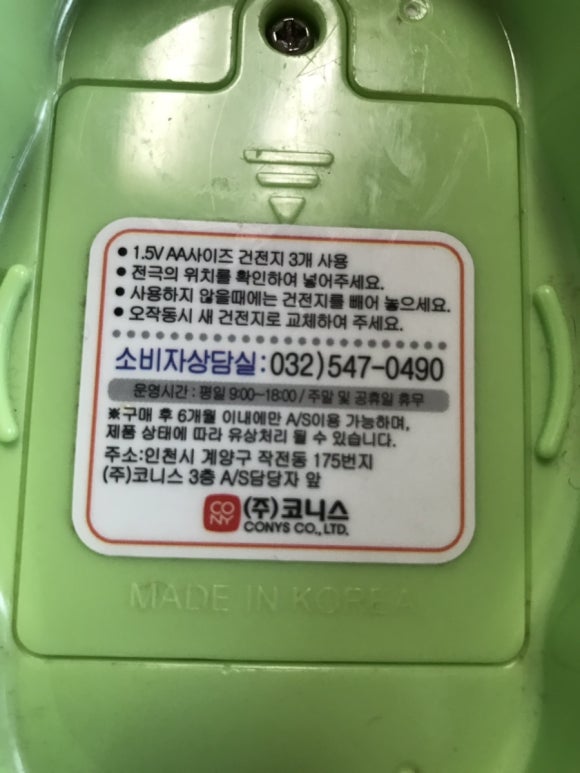 • 1.5V AA사이즈 건전지 3개 사용
• 전극의 위치를 확인하여 넣어주세요.
• 사용하지 않을때에는 건전지를 빼어 놓으세요.
• 오작동시 새 건전지로 교체하여 주세요.
소비자상담실:032)547-0490
운영시간 : 평일 9:00~18:00 / 주말 및 공휴일 휴무
※구매 후 6개월 이내에만 A/S이용 가능하며,
제품 상태에 따라 유상처리 될 수 있습니다.
주소:인천시 계양구 작전동 175번지
(주)코니스 3층 A/S담당자 앞
CO
NY
(주)코니스
CONYS CO., LTD.
MADE IN KOREA